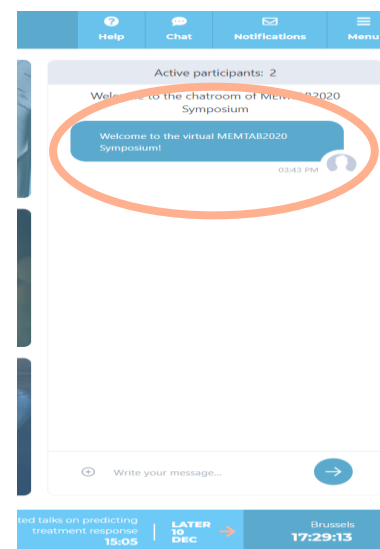 Help Chat Notifications Menu
Active participants: 2
Welcome to the chatroom of MEMTAB2020
Symposium
Welcome to the virtual MEMTAB2020
Symposium!
03:43 PM
Write your message...
ted talks on predicting
treatment response
15:05
LATER
10
DEC
Brussels
17:29:13